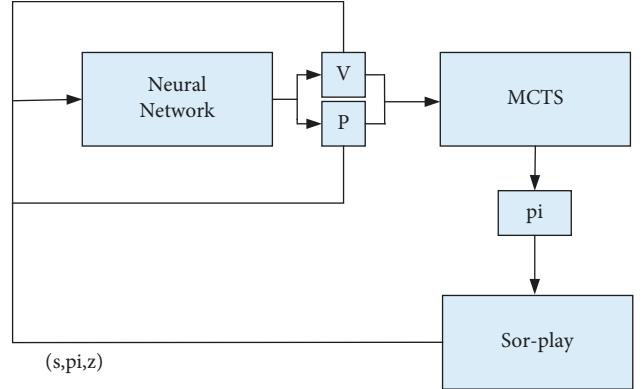 Neural
Network
V
P
MCTS
pi
Sor-play
(s,pi,z)